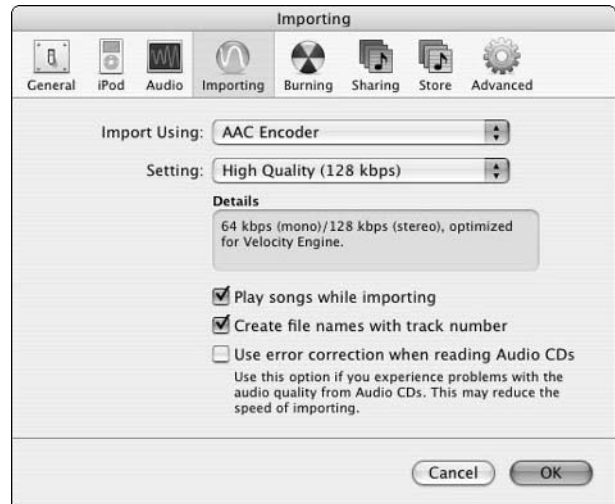 Importing
General iPod Audio Importing Burning Sharing Store Advanced
Import Using: AAC Encoder
Setting: High Quality (128 kbps)
Details
64 kbps (mono)/128 kbps (stereo), optimized
for Velocity Engine.
Play songs while importing
Create file names with track number
Use error correction when reading Audio CDs
Use this option if you experience problems with the
audio quality from Audio CDs. This may reduce the
speed of importing.
Cancel OK